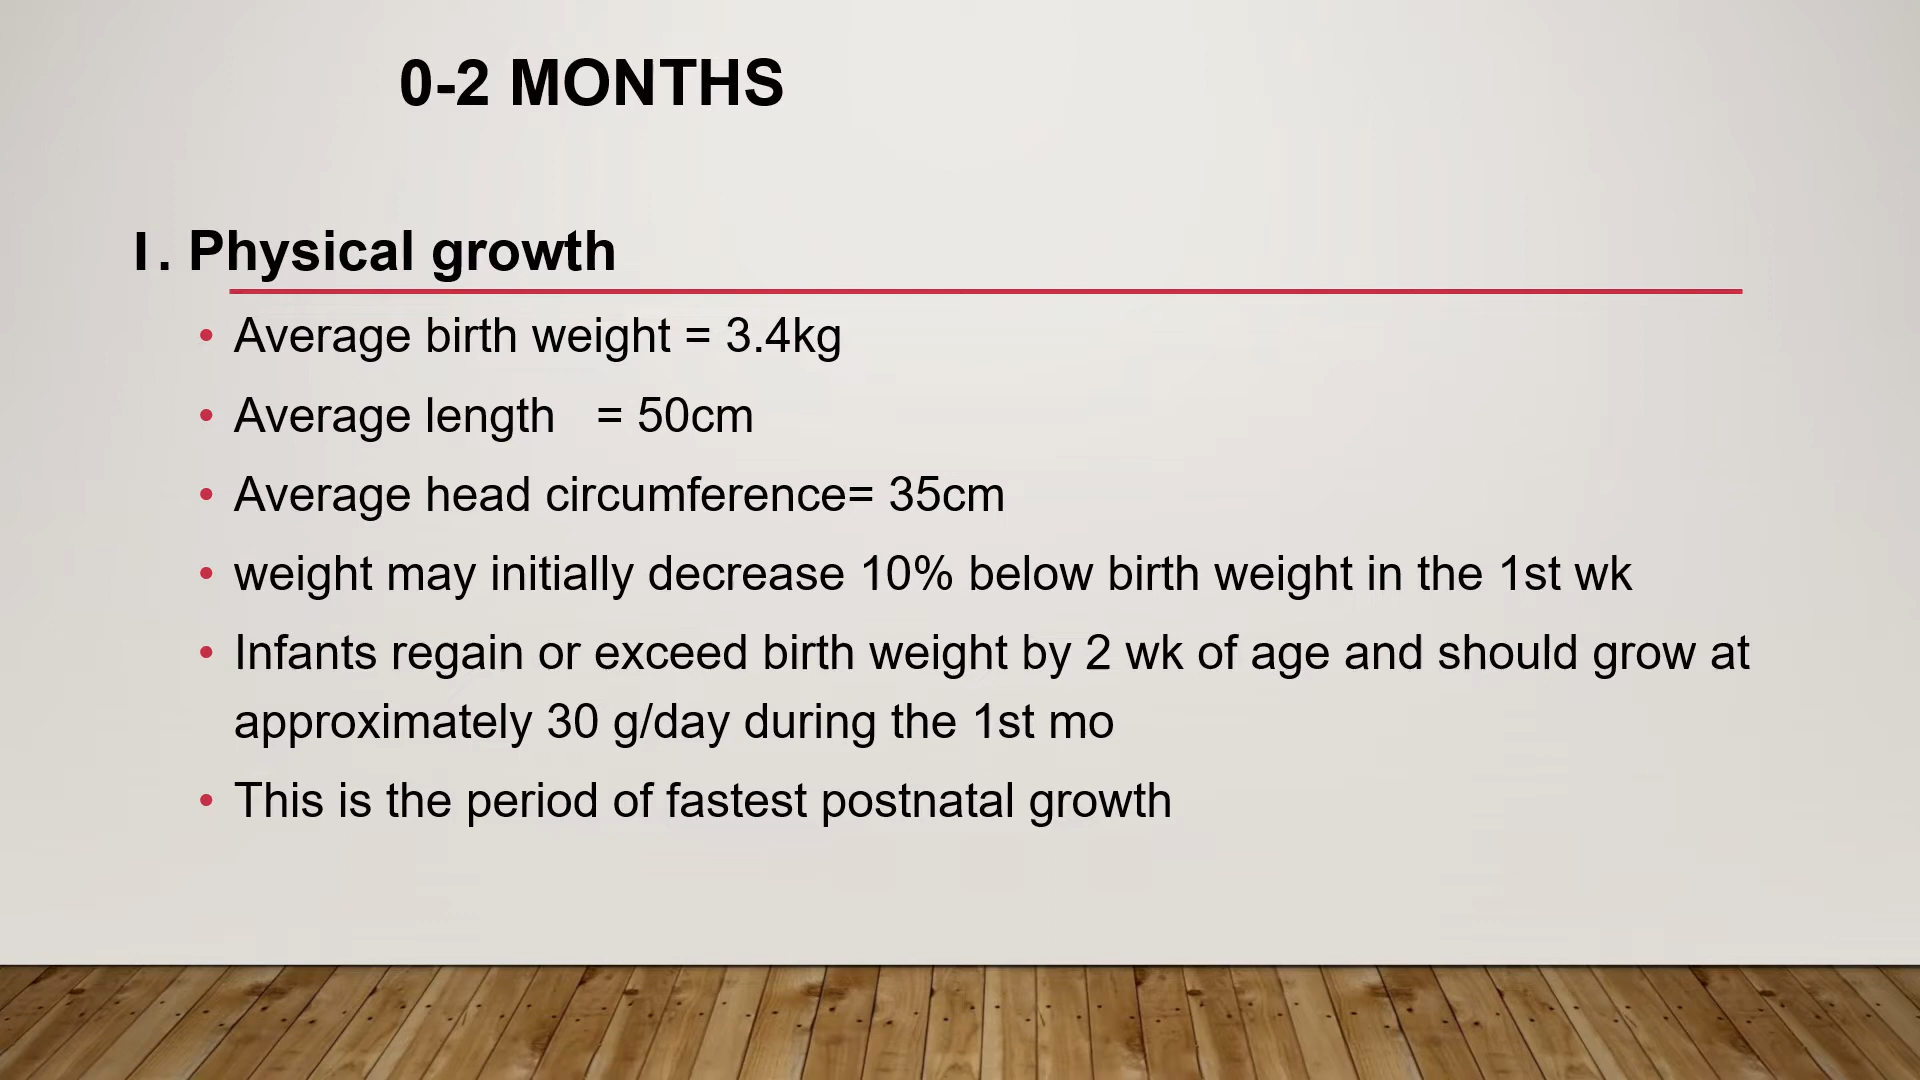 0-2 MONTHS
I. Physical growth
• Average birth weight = 3.4kg
• Average length = 50cm
• Average head circumference= 35cm
• weight may initially decrease 10% below birth weight in the 1st wk
• Infants regain or exceed birth weight by 2 wk of age and should grow at
approximately 30 g/day during the 1st mo
• This is the period of fastest postnatal growth